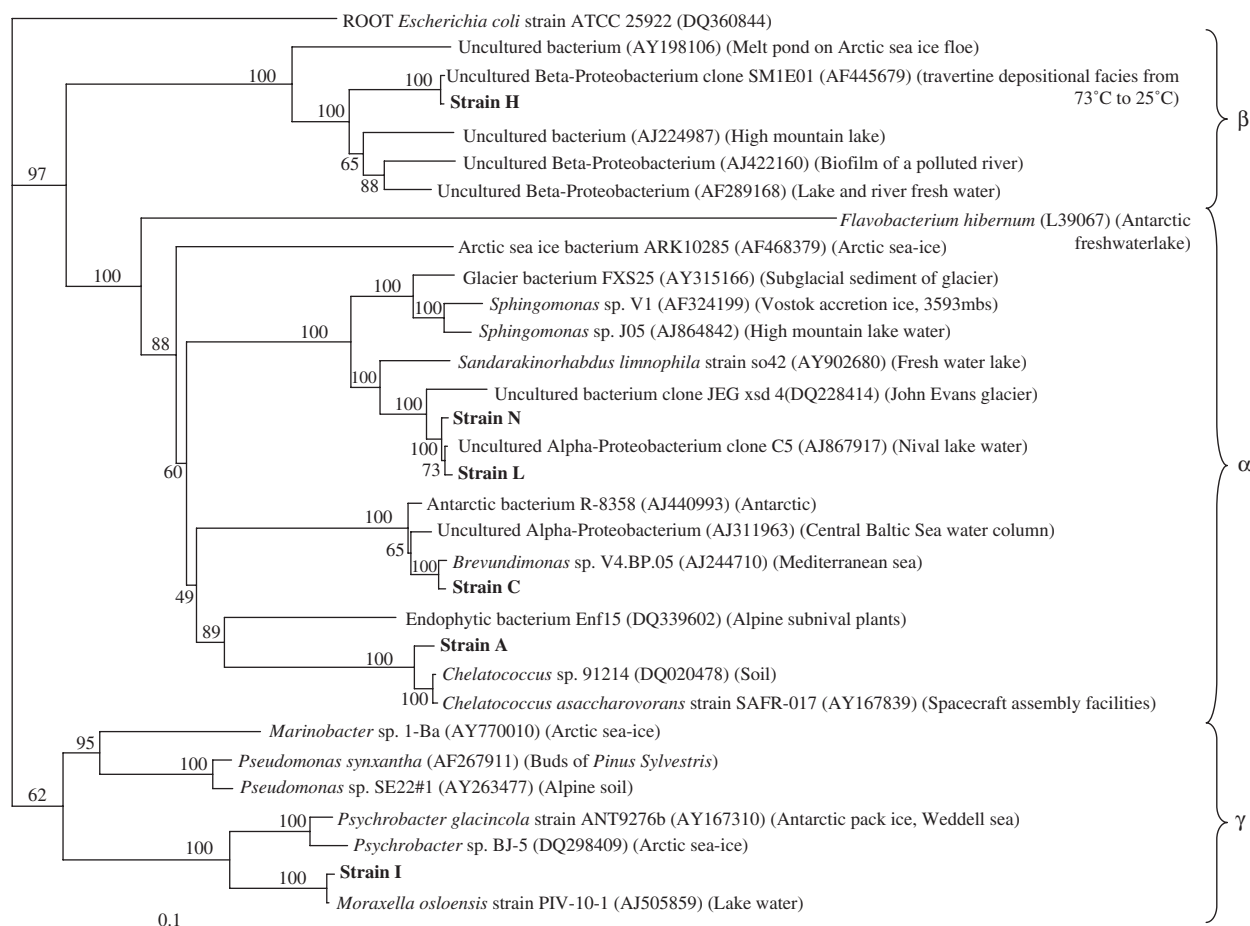 ROOT Escherichia coli strain ATCC 25922 (DQ360844)
Uncultured bacterium (AY198106) (Melt pond on Arctic sea ice floe)
100
Uncultured Beta-Proteobacterium clone SM1E01 (AF445679) (travertine depositional facies from
73˚C to 25˚C)
100
Strain H
100
β
Uncultured bacterium (AJ224987) (High mountain lake)
65
Uncultured Beta-Proteobacterium (AJ422160) (Biofilm of a polluted river)
97
88
Uncultured Beta-Proteobacterium (AF289168) (Lake and river fresh water)
Flavobacterium hibernum (L39067) (Antarctic
freshwaterlake)
Arctic sea ice bacterium ARK10285 (AF468379) (Arctic sea-ice)
100
Glacier bacterium FXS25 (AY315166) (Subglacial sediment of glacier)
100
Sphingomonas sp. V1 (AF324199) (Vostok accretion ice, 3593mbs)
100
Sphingomonas sp. J05 (AJ864842) (High mountain lake water)
100
88
Sandarakinorhabdus limnophila strain so42 (AY902680) (Fresh water lake)
100
Uncultured bacterium clone JEG xsd 4(DQ228414) (John Evans glacier)
100
Strain N
Uncultured Alpha-Proteobacterium clone C5 (AJ867917) (Nival lake water)
100
α
60
73
Strain L
Antarctic bacterium R-8358 (AJ440993) (Antarctic)
100
Uncultured Alpha-Proteobacterium (AJ311963) (Central Baltic Sea water column)
65
Brevundimonas sp. V4.BP.05 (AJ244710) (Mediterranean sea)
100
Strain C
49
Endophytic bacterium Enf15 (DQ339602) (Alpine subnival plants)
89
Strain A
100
Chelatococcus sp. 91214 (DQ020478) (Soil)
100
Chelatococcus asaccharovorans strain SAFR-017 (AY167839) (Spacecraft assembly facilities)
Marinobacter sp. 1-Ba (AY770010) (Arctic sea-ice)
95
Pseudomonas synxantha (AF267911) (Buds of Pinus Sylvestris)
100
Pseudomonas sp. SE22#1 (AY263477) (Alpine soil)
62
Psychrobacter glacincola strain ANT9276b (AY167310) (Antarctic pack ice, Weddell sea)
100
γ
Psychrobacter sp. BJ-5 (DQ298409) (Arctic sea-ice)
100
Strain I
100
Moraxella osloensis strain PIV-10-1 (AJ505859) (Lake water)
0.1